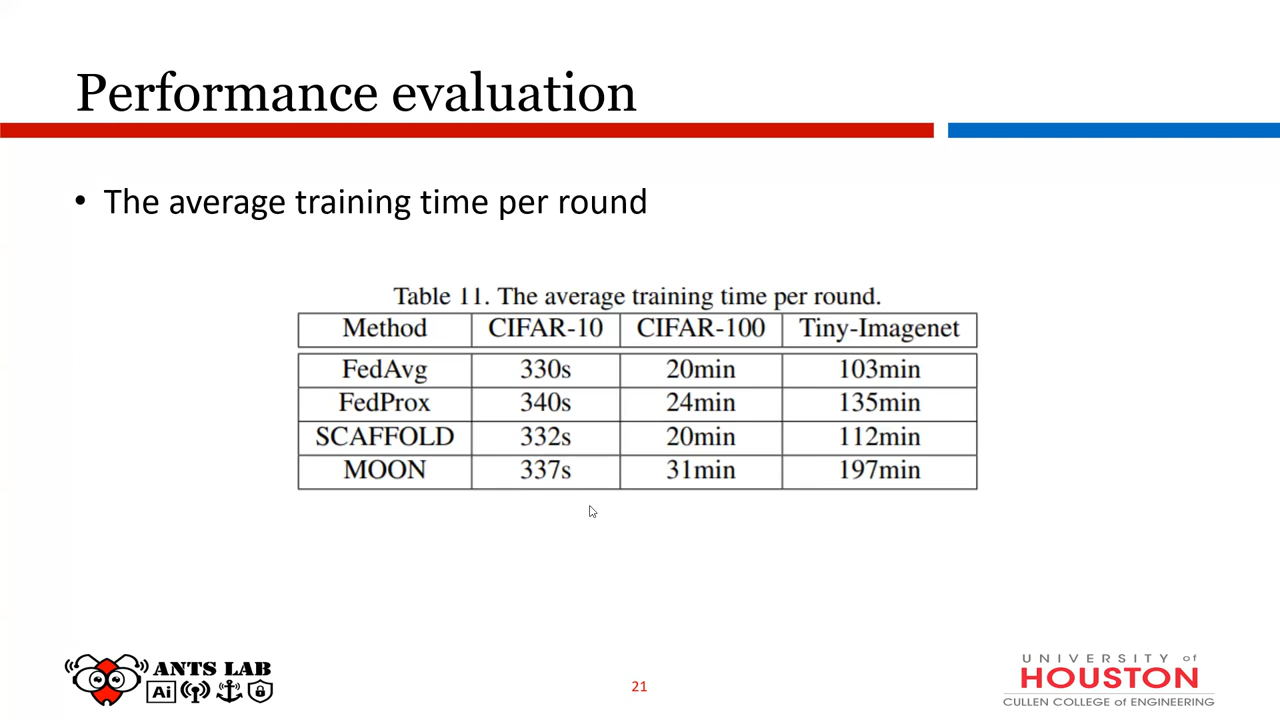 Performance evaluation
• The average training time per round
Table 11. The average training time per round.
Method CIFAR-10 CIFAR-100 Tiny-Imagenet
FedAvg 330s 20min 103min
FedProx 340s 24min 135min
SCAFFOLD 332s 20min 112min
MOON 337s 31min 197min
ANTS LAB
Ai
21
UNIVERSITY of
HOUSTON
CULLEN COLLEGE of ENGINEERING